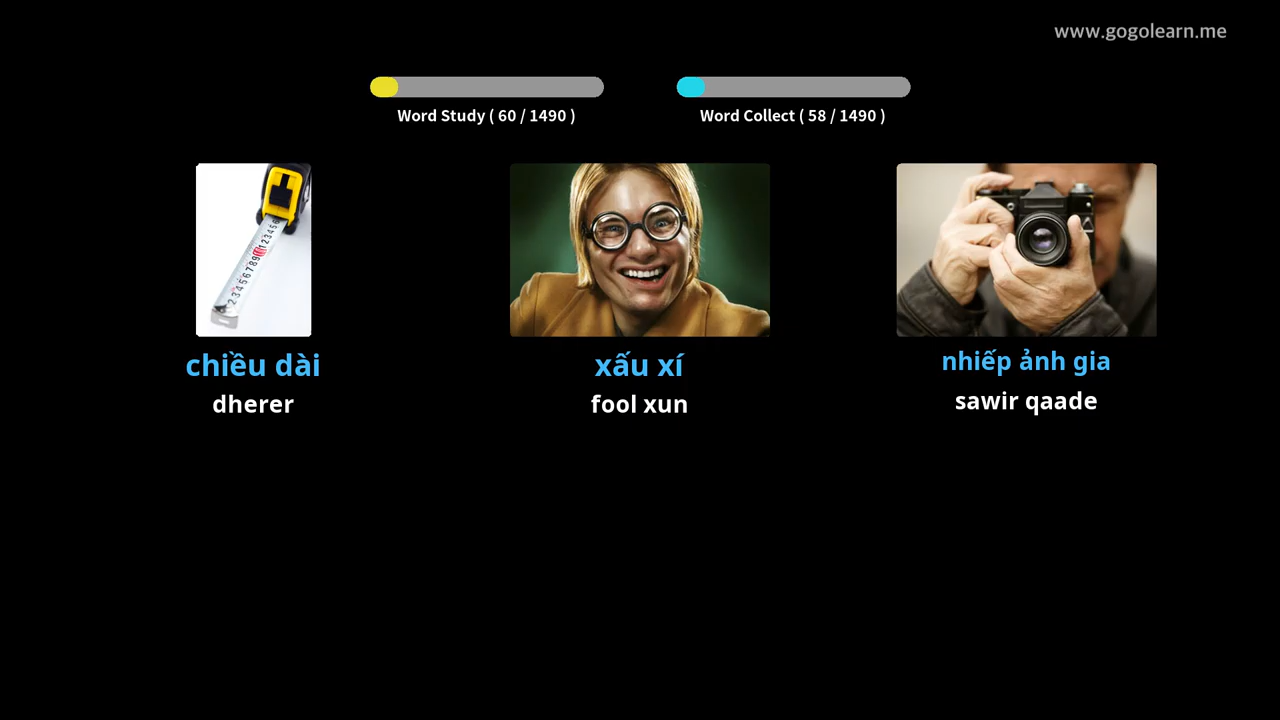 www.gogolearn.me
Word Study ( 60 / 1490 )
Word Collect ( 58 / 1490 )
chiều dài
dherer
xấu xí
fool xun
nhiếp ảnh gia
sawir qaade